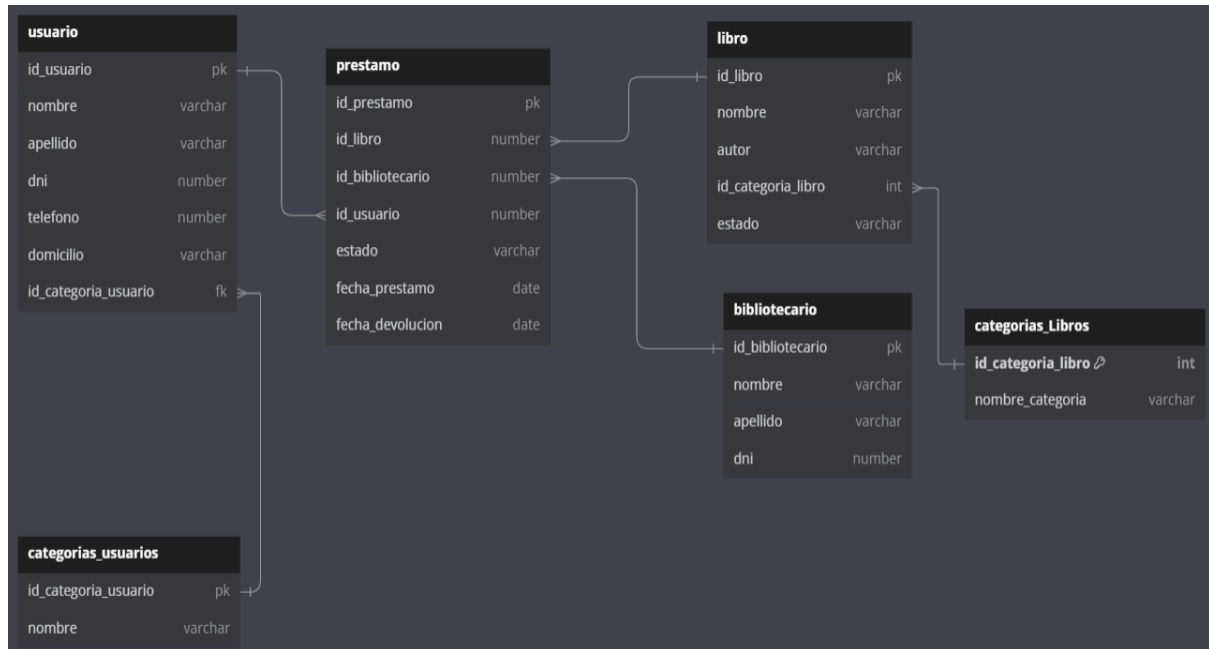 usuario
id_usuario pk
nombre varchar
apellido varchar
dni number
telefono number
domicilio varchar
id_categoria_usuario fk
prestamo
id_prestamo pk
id_libro number
id_bibliotecario number
id_usuario number
estado varchar
fecha_prestamo date
fecha_devolucion date
libro
id_libro pk
nombre varchar
autor varchar
id_categoria_libro int
estado varchar
bibliotecario
id_bibliotecario pk
nombre varchar
apellido varchar
dni number
categorias_Libros
id_categoria_libro int
nombre_categoria varchar
categorias_usuarios
id_categoria_usuario pk
nombre varchar